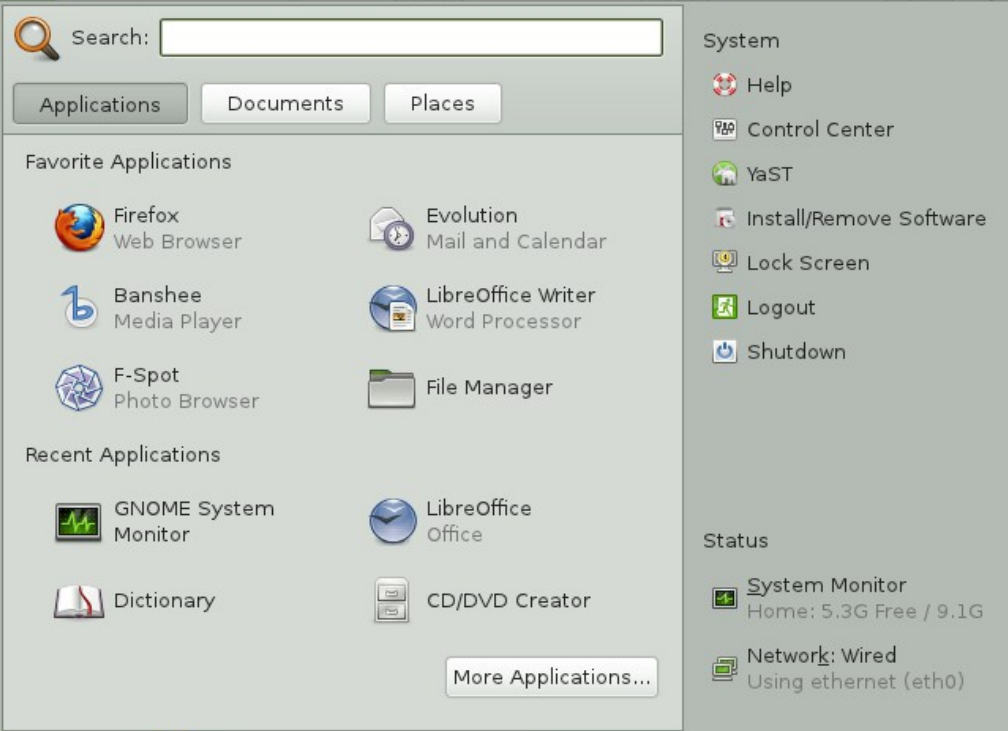 Search:
Applications
Documents
Places
Favorite Applications
Firefox
Web Browser
Evolution
Mail and Calendar
Banshee
Media Player
LibreOffice Writer
Word Processor
F-Spot
Photo Browser
File Manager
Recent Applications
GNOME System
Monitor
LibreOffice
Office
Dictionary
CD/DVD Creator
More Applications...
System
Help
Control Center
YaST
Install/Remove Software
Lock Screen
Logout
Shutdown
Status
System Monitor
Home: 5.3G Free / 9.1G
Network: Wired
Using ethernet (eth0)